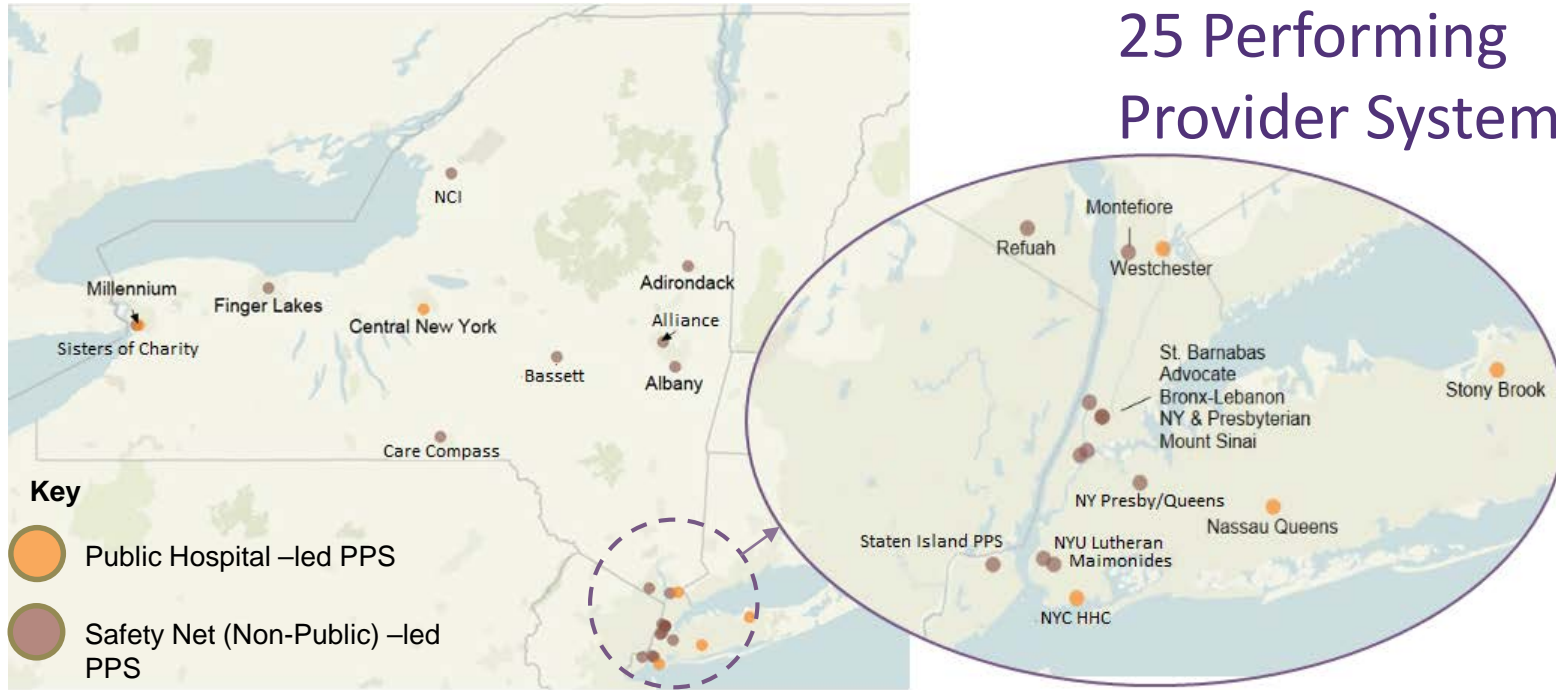 25 Performing
Provider System
NCI
Millennium
Finger Lakes
Sisters of Charity
Central New York
Adirondack
Alliance
Bassett
Albany
Care Compass
Key
Public Hospital –led PPS
Safety Net (Non-Public) –led
PPS
Montefiore
Refuah
Westchester
St. Barnabas
Advocate
Bronx-Lebanon
NY & Presbyterian
Mount Sinai
Stony Brook
NY Presby/Queens
Nassau Queens
Staten Island PPS
NYU Lutheran
Maimonides
NYC HHC